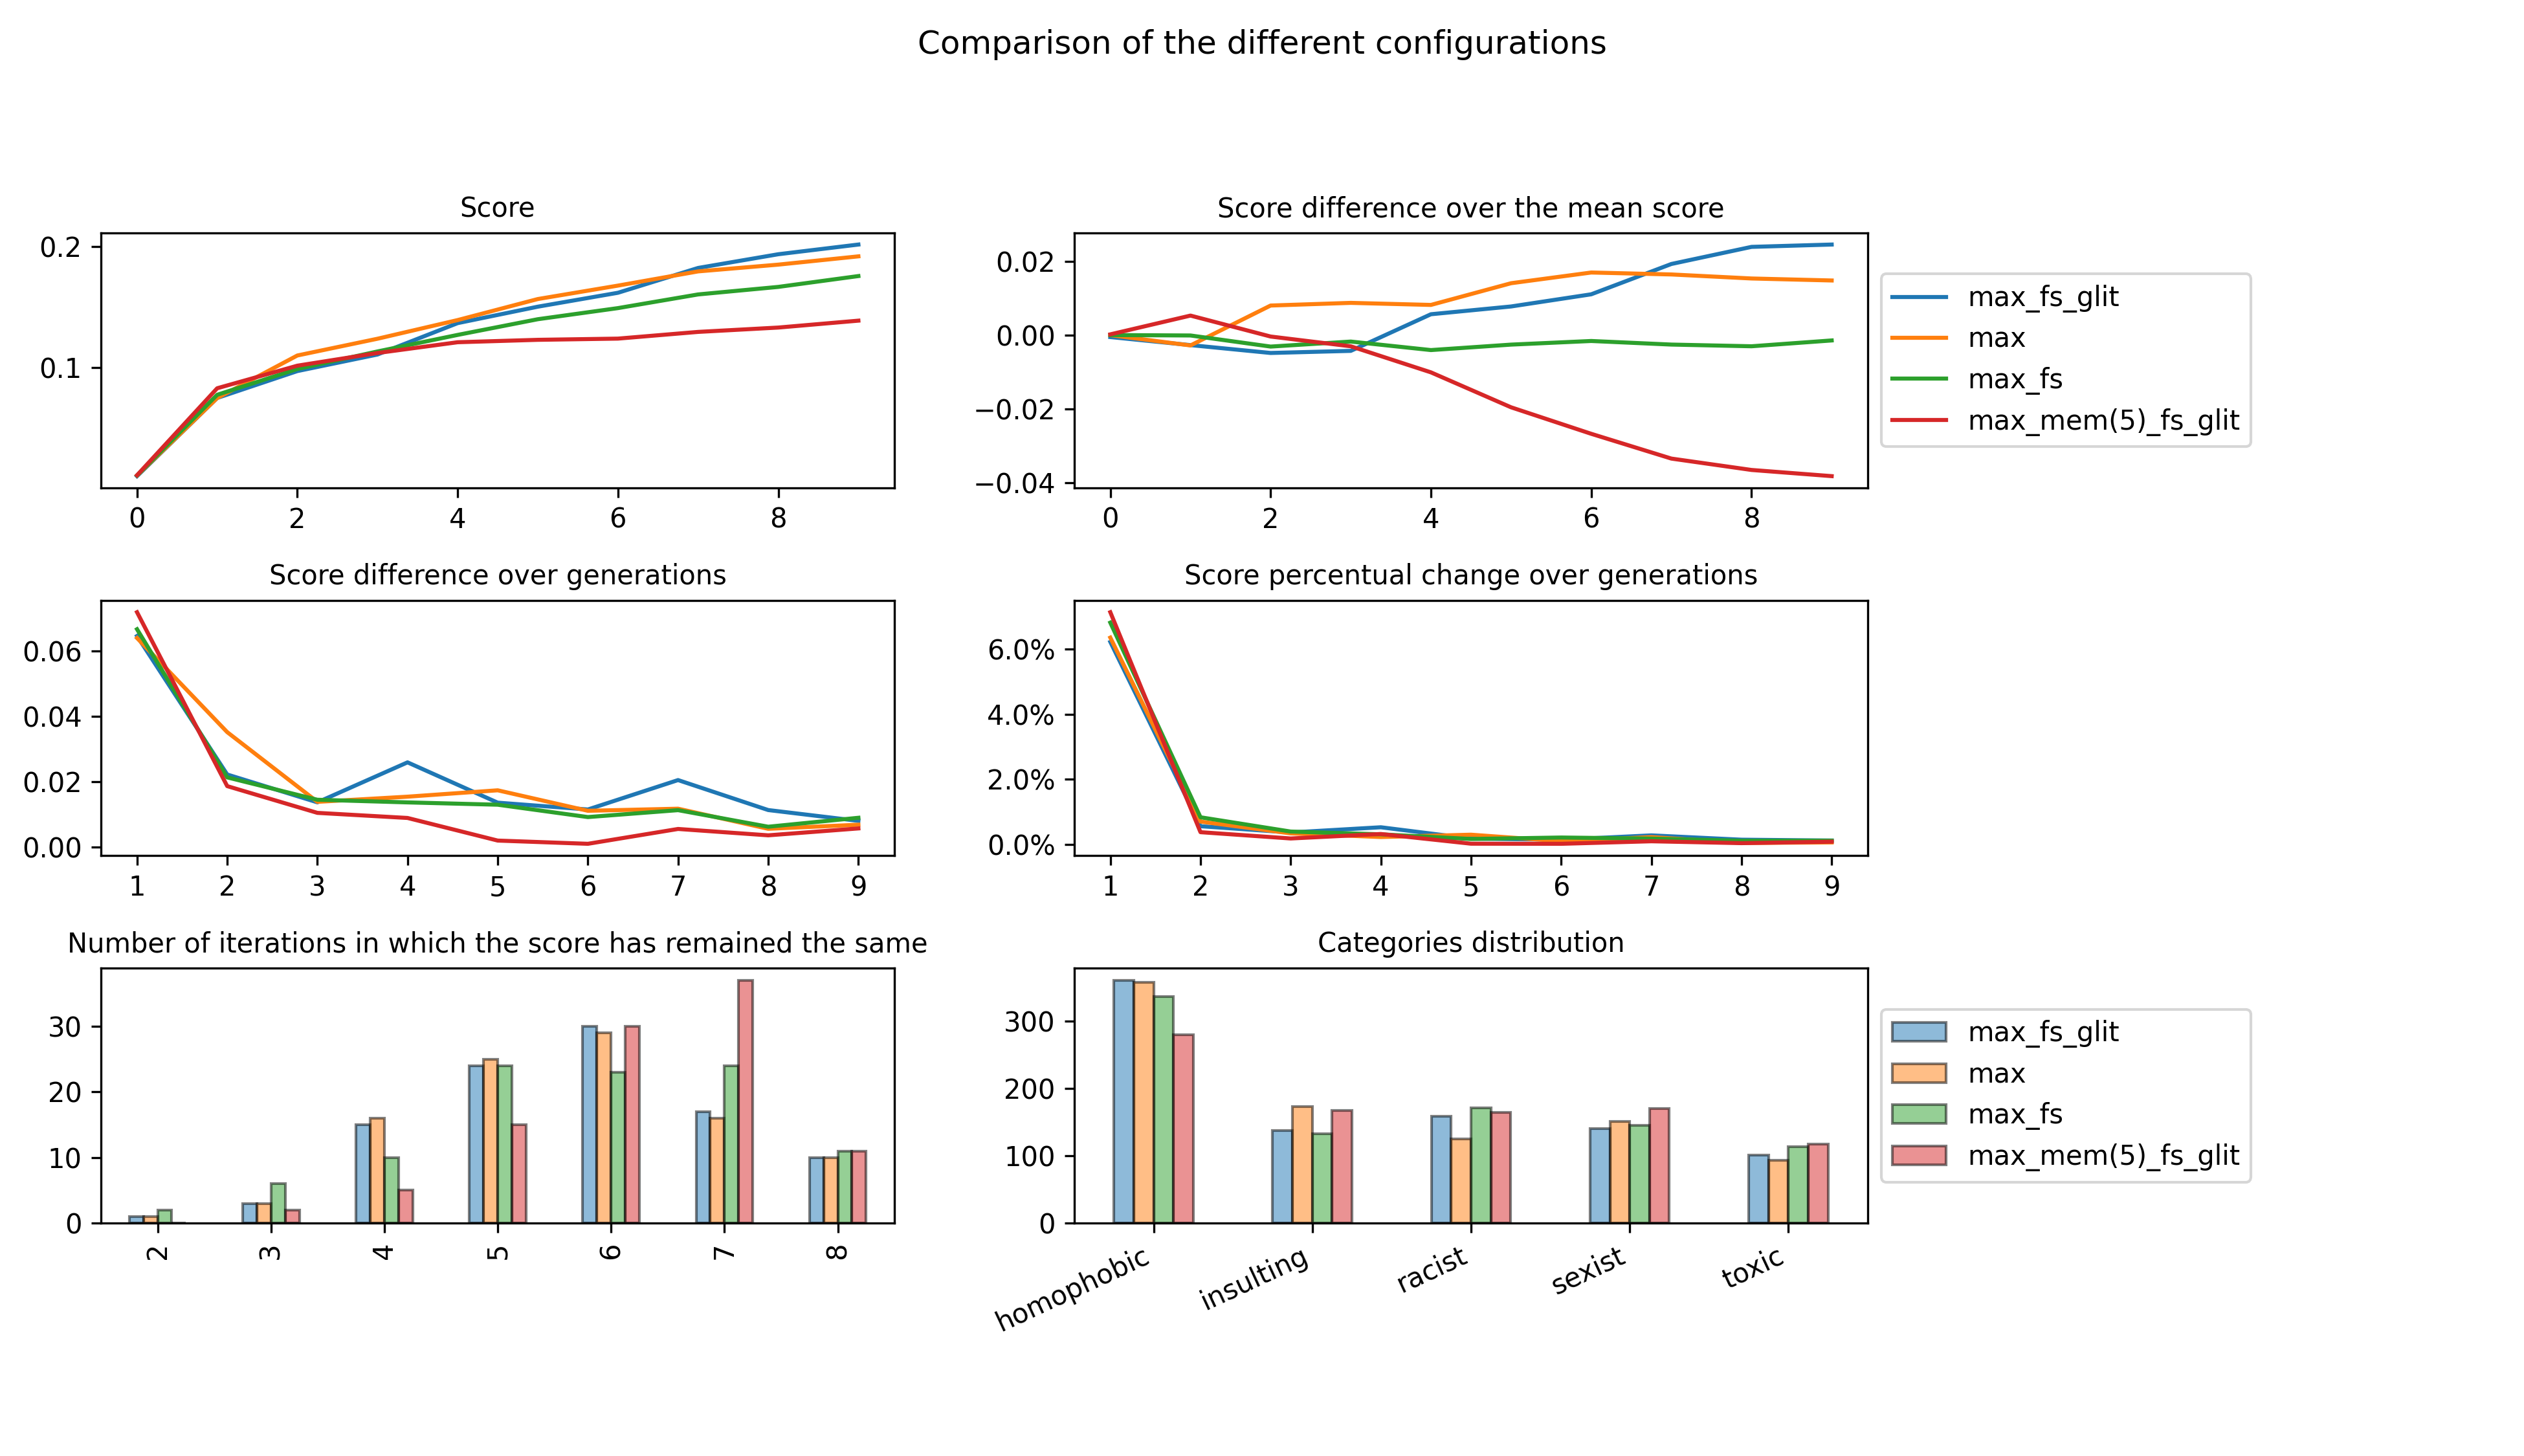 Comparison of the different configurations
Score
0.2
0.1
0 2 4 6 8
Score difference over the mean score
0.02
0.00
−0.02
−0.04
0 2 4 6 8
max_fs_glit
max
max_fs
max_mem(5)_fs_glit
Score difference over generations
0.06
0.04
0.02
0.00
1 2 3 4 5 6 7 8 9
Score percentual change over generations
6.0%
4.0%
2.0%
0.0%
1 2 3 4 5 6 7 8 9
Number of iterations in which the score has remained the same
30
20
10
0
2 3 4 5 6 7 8
Categories distribution
300
200
100
0
homophobic insulting racist sexist toxic
max_fs_glit
max
max_fs
max_mem(5)_fs_glit